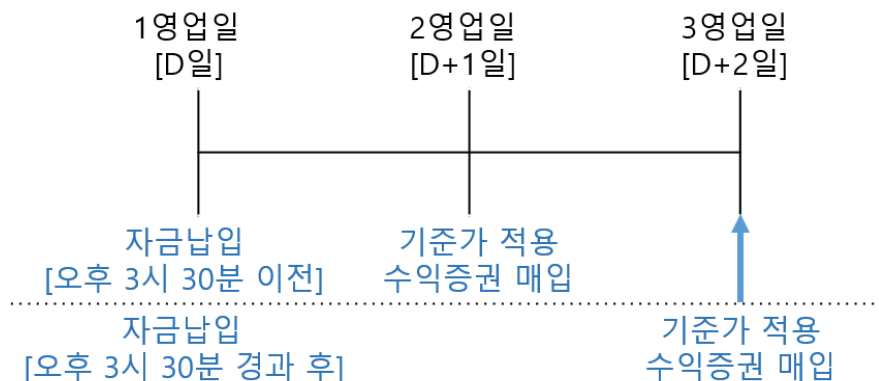 1영업일
[D일]
2영업일
[D+1일]
3영업일
[D+2일]
자금납입
[오후 3시 30분 이전]
기준가 적용
수익증권 매입
자금납입
[오후 3시 30분 경과 후]
기준가 적용
수익증권 매입